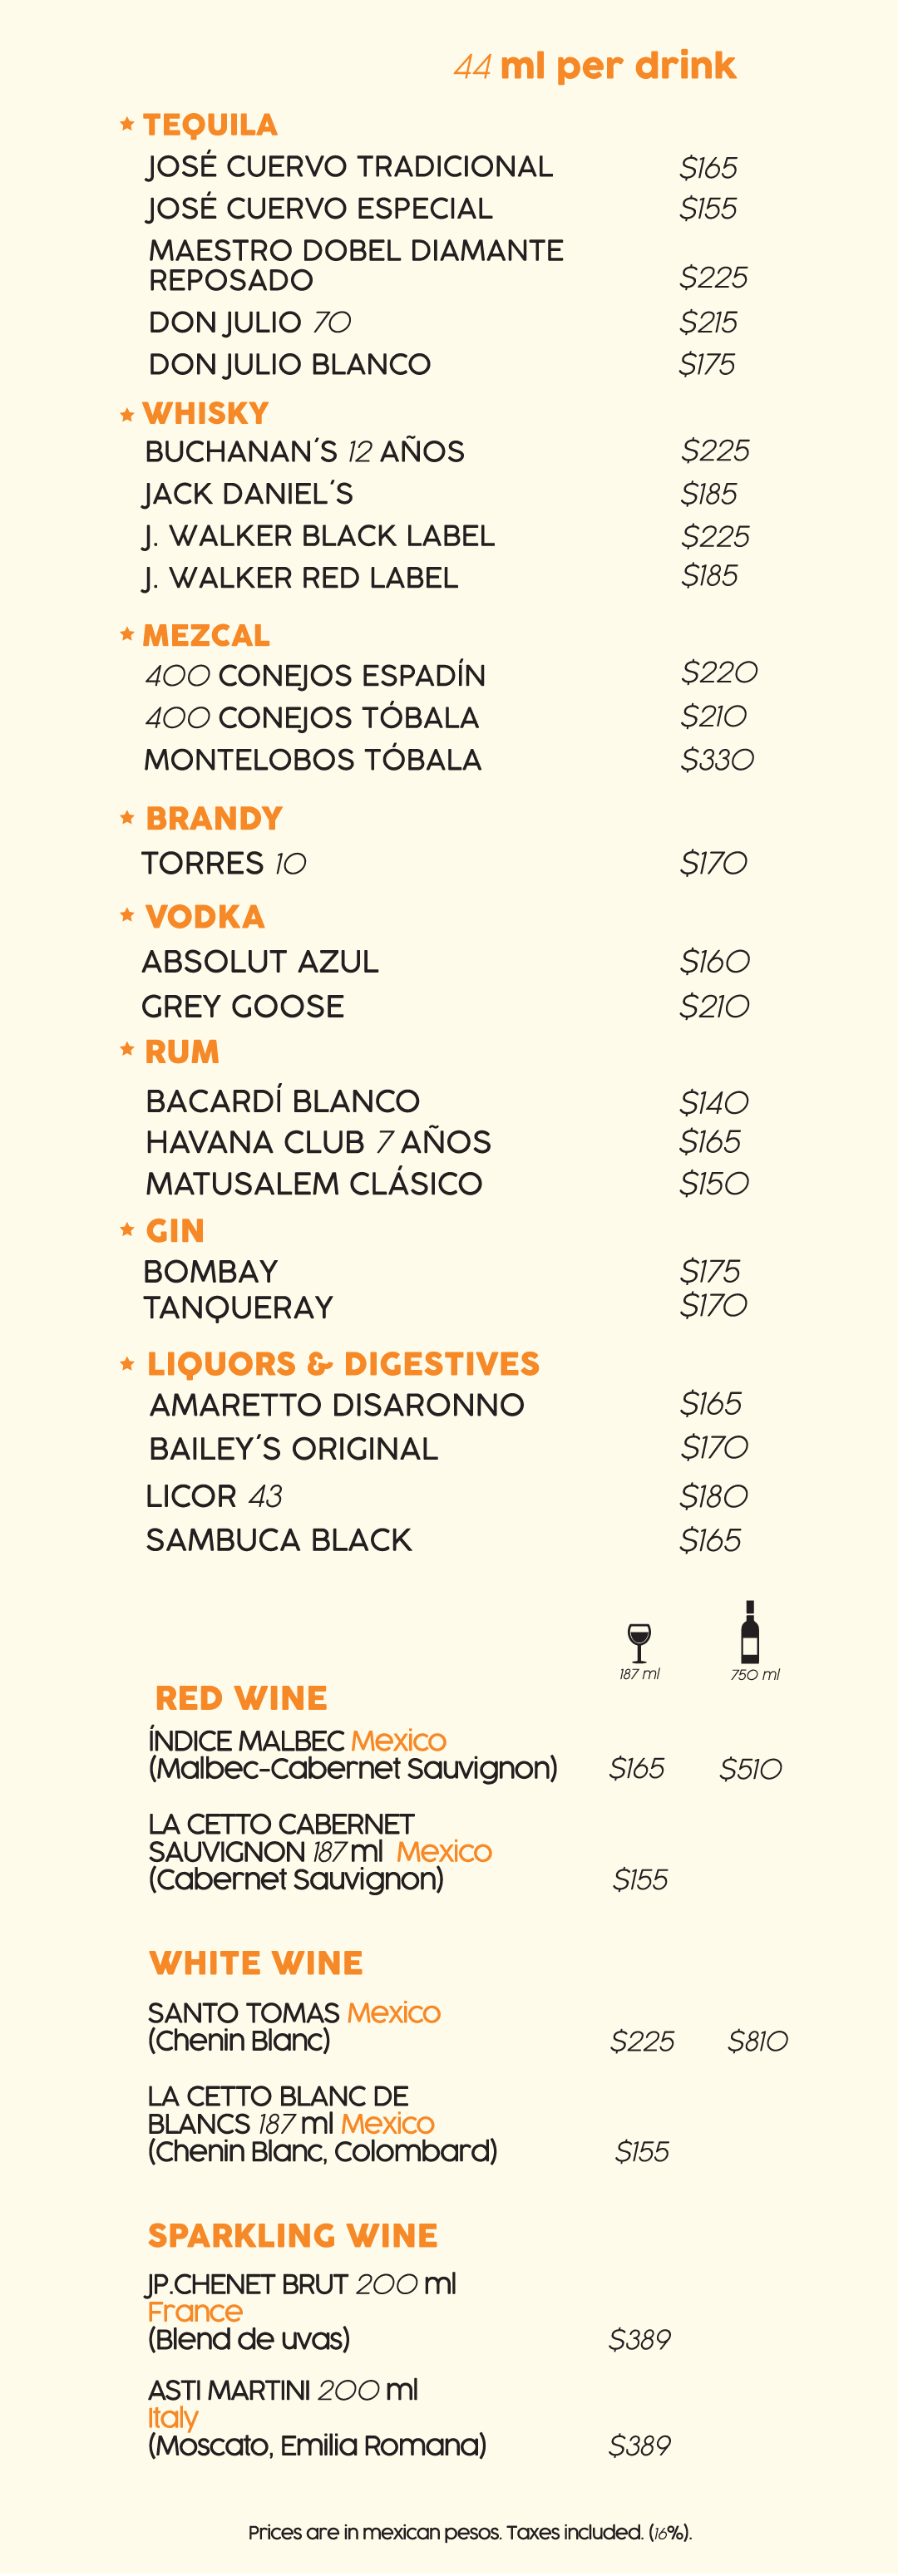 44 ml per drink
★ TEQUILA
JOSÉ CUERVO TRADICIONAL $165
JOSÉ CUERVO ESPECIAL $155
MAESTRO DOBEL DIAMANTE
REPOSADO $225
DON JULIO 70 $215
DON JULIO BLANCO $175
★ WHISKY
BUCHANAN´S 12 AÑOS $225
JACK DANIEL´S $185
J. WALKER BLACK LABEL $225
J. WALKER RED LABEL $185
★ MEZCAL
400 CONEJOS ESPADÍN $220
400 CONEJOS TÓBALA $210
MONTELOBOS TÓBALA $330
★ BRANDY
TORRES 10 $170
★ VODKA
ABSOLUT AZUL $160
GREY GOOSE $210
★ RUM
BACARDÍ BLANCO $140
HAVANA CLUB 7 AÑOS $165
MATUSALEM CLÁSICO $150
★ GIN
BOMBAY $175
TANQUERAY $170
★ LIQUORS & DIGESTIVES
AMARETTO DISARONNO $165
BAILEY´S ORIGINAL $170
LICOR 43 $180
SAMBUCA BLACK $165
187 ml 750 ml
RED WINE
ÍNDICE MALBEC Mexico
(Malbec-Cabernet Sauvignon) $165 $510
LA CETTO CABERNET
SAUVIGNON 187 ml Mexico
(Cabernet Sauvignon) $155
WHITE WINE
SANTO TOMAS Mexico
(Chenin Blanc) $225 $810
LA CETTO BLANC DE
BLANCS 187 ml Mexico
(Chenin Blanc, Colombard) $155
SPARKLING WINE
JP.CHENET BRUT 200 ml
France
(Blend de uvas) $389
ASTI MARTINI 200 ml
Italy
(Moscato, Emilia Romana) $389
Prices are in mexican pesos. Taxes included. (16%).